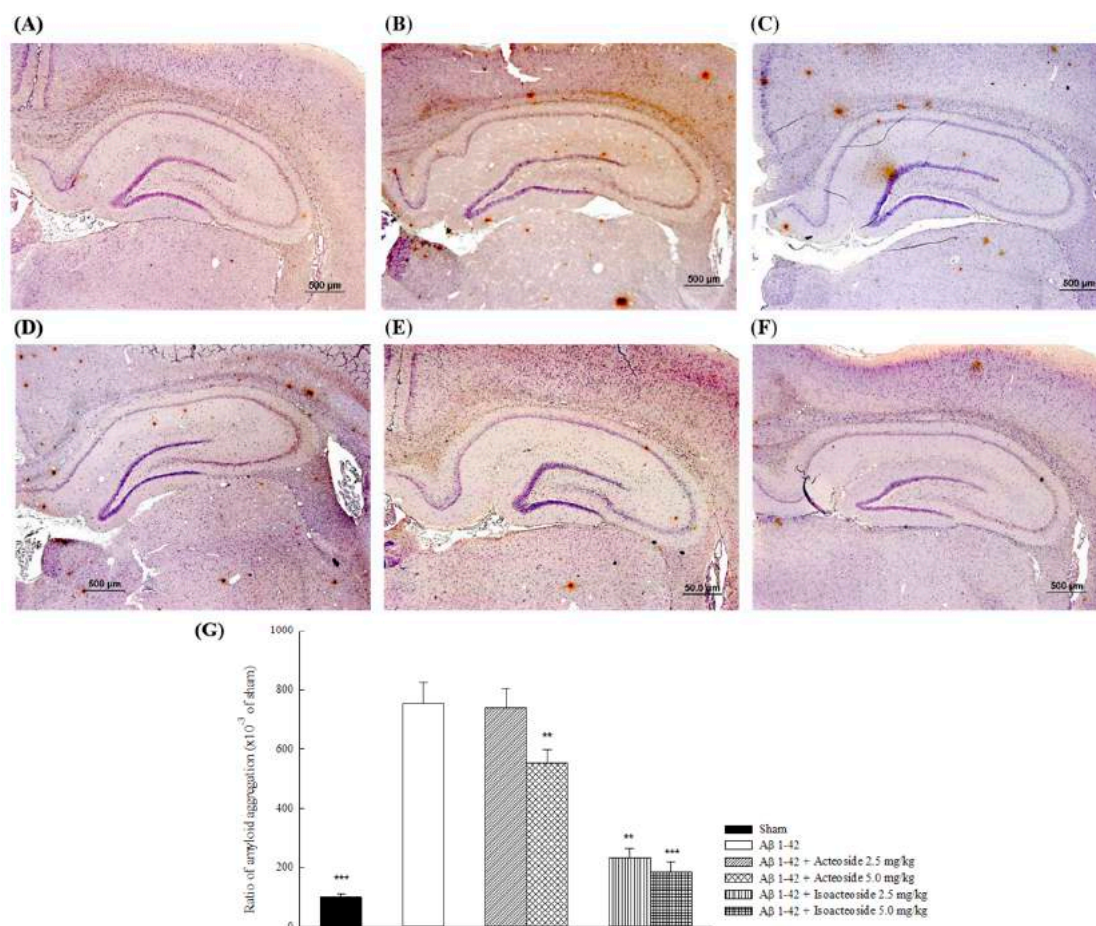 (A)
(B)
(C)
500 µm
500 µm
500 µm
(D)
(E)
(F)
500 µm
50.0 µm
500 µm
(G)
Ratio of amyloid aggregation (x10⁻³ of sham)
1000
800
600
400
200
0
***
**
**
***
Sham
Aβ 1-42
Aβ 1-42 + Acteoside 2.5 mg/kg
Aβ 1-42 + Acteoside 5.0 mg/kg
Aβ 1-42 + Isoacteoside 2.5 mg/kg
Aβ 1-42 + Isoacteoside 5.0 mg/kg